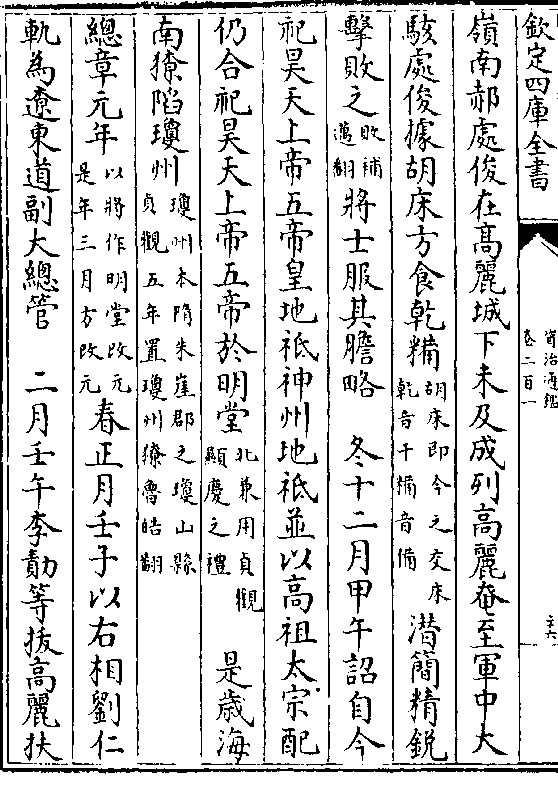 欽定四庫全書
資治通鑑
卷二百一
嶺南郝處俊在高麗城下未及成列高麗奄至軍中大
駭處俊據胡床方食乾糒胡床即今之交床乾音干糒音備潜簡精鋭
擊敗之敗補邁翻將士服其膽略 冬十二月甲午詔自今
祀昊天上帝五帝皇地祇神州地祇並以高祖太宗配
仍合祀昊天上帝五帝於明堂北兼用貞觀顯慶之禮 是歳海
南獠陷瓊州瓊州本隋朱崖郡之瓊山縣貞觀五年置瓊州獠魯皓翻
總章元年以將作明堂改元是年三月方改元春正月壬子以右相劉仁
軌為遼東道副大總管 二月壬午李勣等拔高麗扶